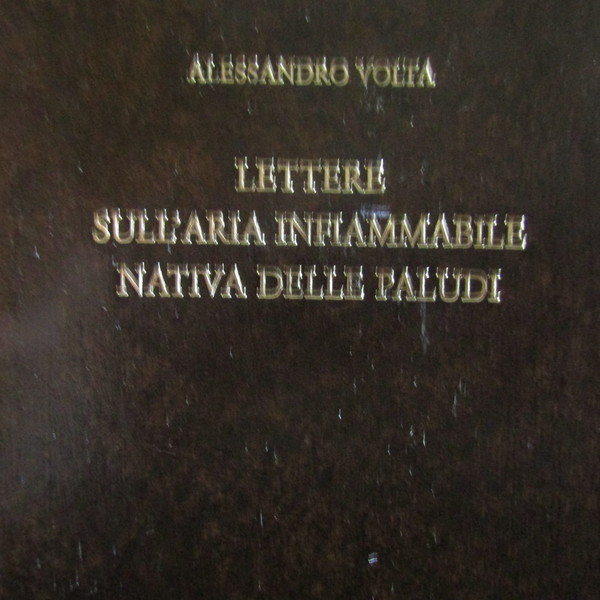 ALESSANDRO VOLTA
LETTERE
SULL'ARIA INFIAMMABILE
NATIVA DELLE PALUDI